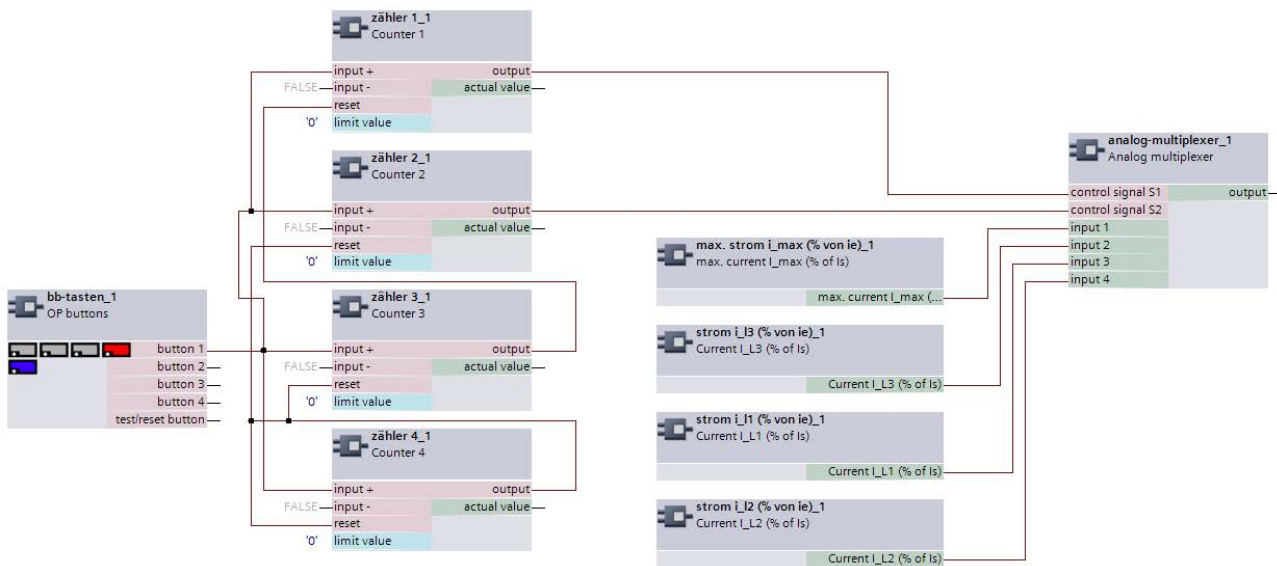 zähler 1_1
Counter 1
input + output
FALSE input - actual value
reset
'0' limit value
zähler 2_1
Counter 2
input + output
FALSE input - actual value
reset
'0' limit value
zähler 3_1
Counter 3
input + output
FALSE input - actual value
reset
'0' limit value
zähler 4_1
Counter 4
input + output
FALSE input - actual value
reset
'0' limit value
bb-tasten_1
OP buttons
button 1
button 2
button 3
button 4
test/reset button
max. strom i_max (% von ie)_1
max. current I_max (% of Is)
max. current I_max (...
strom i_l3 (% von ie)_1
Current I_L3 (% of Is)
Current I_L3 (% of Is)
strom i_l1 (% von ie)_1
Current I_L1 (% of Is)
Current I_L1 (% of Is)
strom i_l2 (% von ie)_1
Current I_L2 (% of Is)
Current I_L2 (% of Is)
analog-multiplexer_1
Analog multiplexer
control signal S1 output
control signal S2
input 1
input 2
input 3
input 4